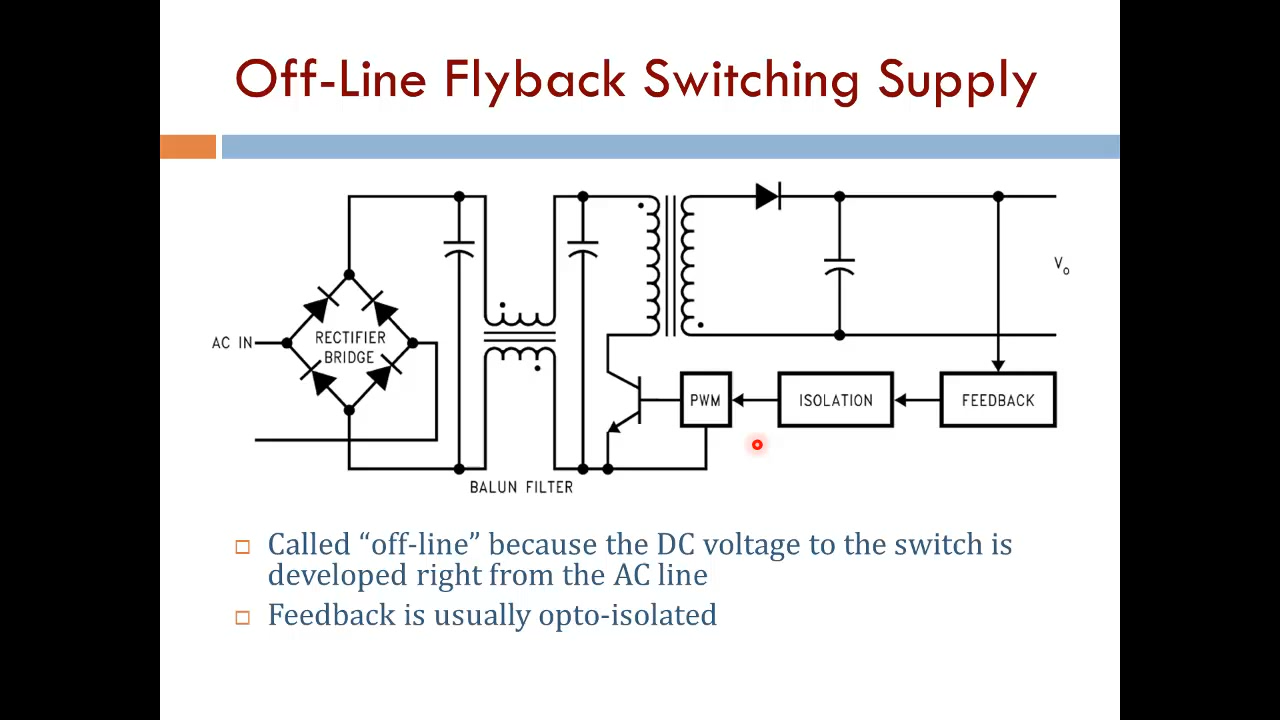 Off-Line Flyback Switching Supply
AC IN
RECTIFIER
BRIDGE
BALUN FILTER
PWM
ISOLATION
FEEDBACK
Vo
Called “off-line” because the DC voltage to the switch is
developed right from the AC line
Feedback is usually opto-isolated